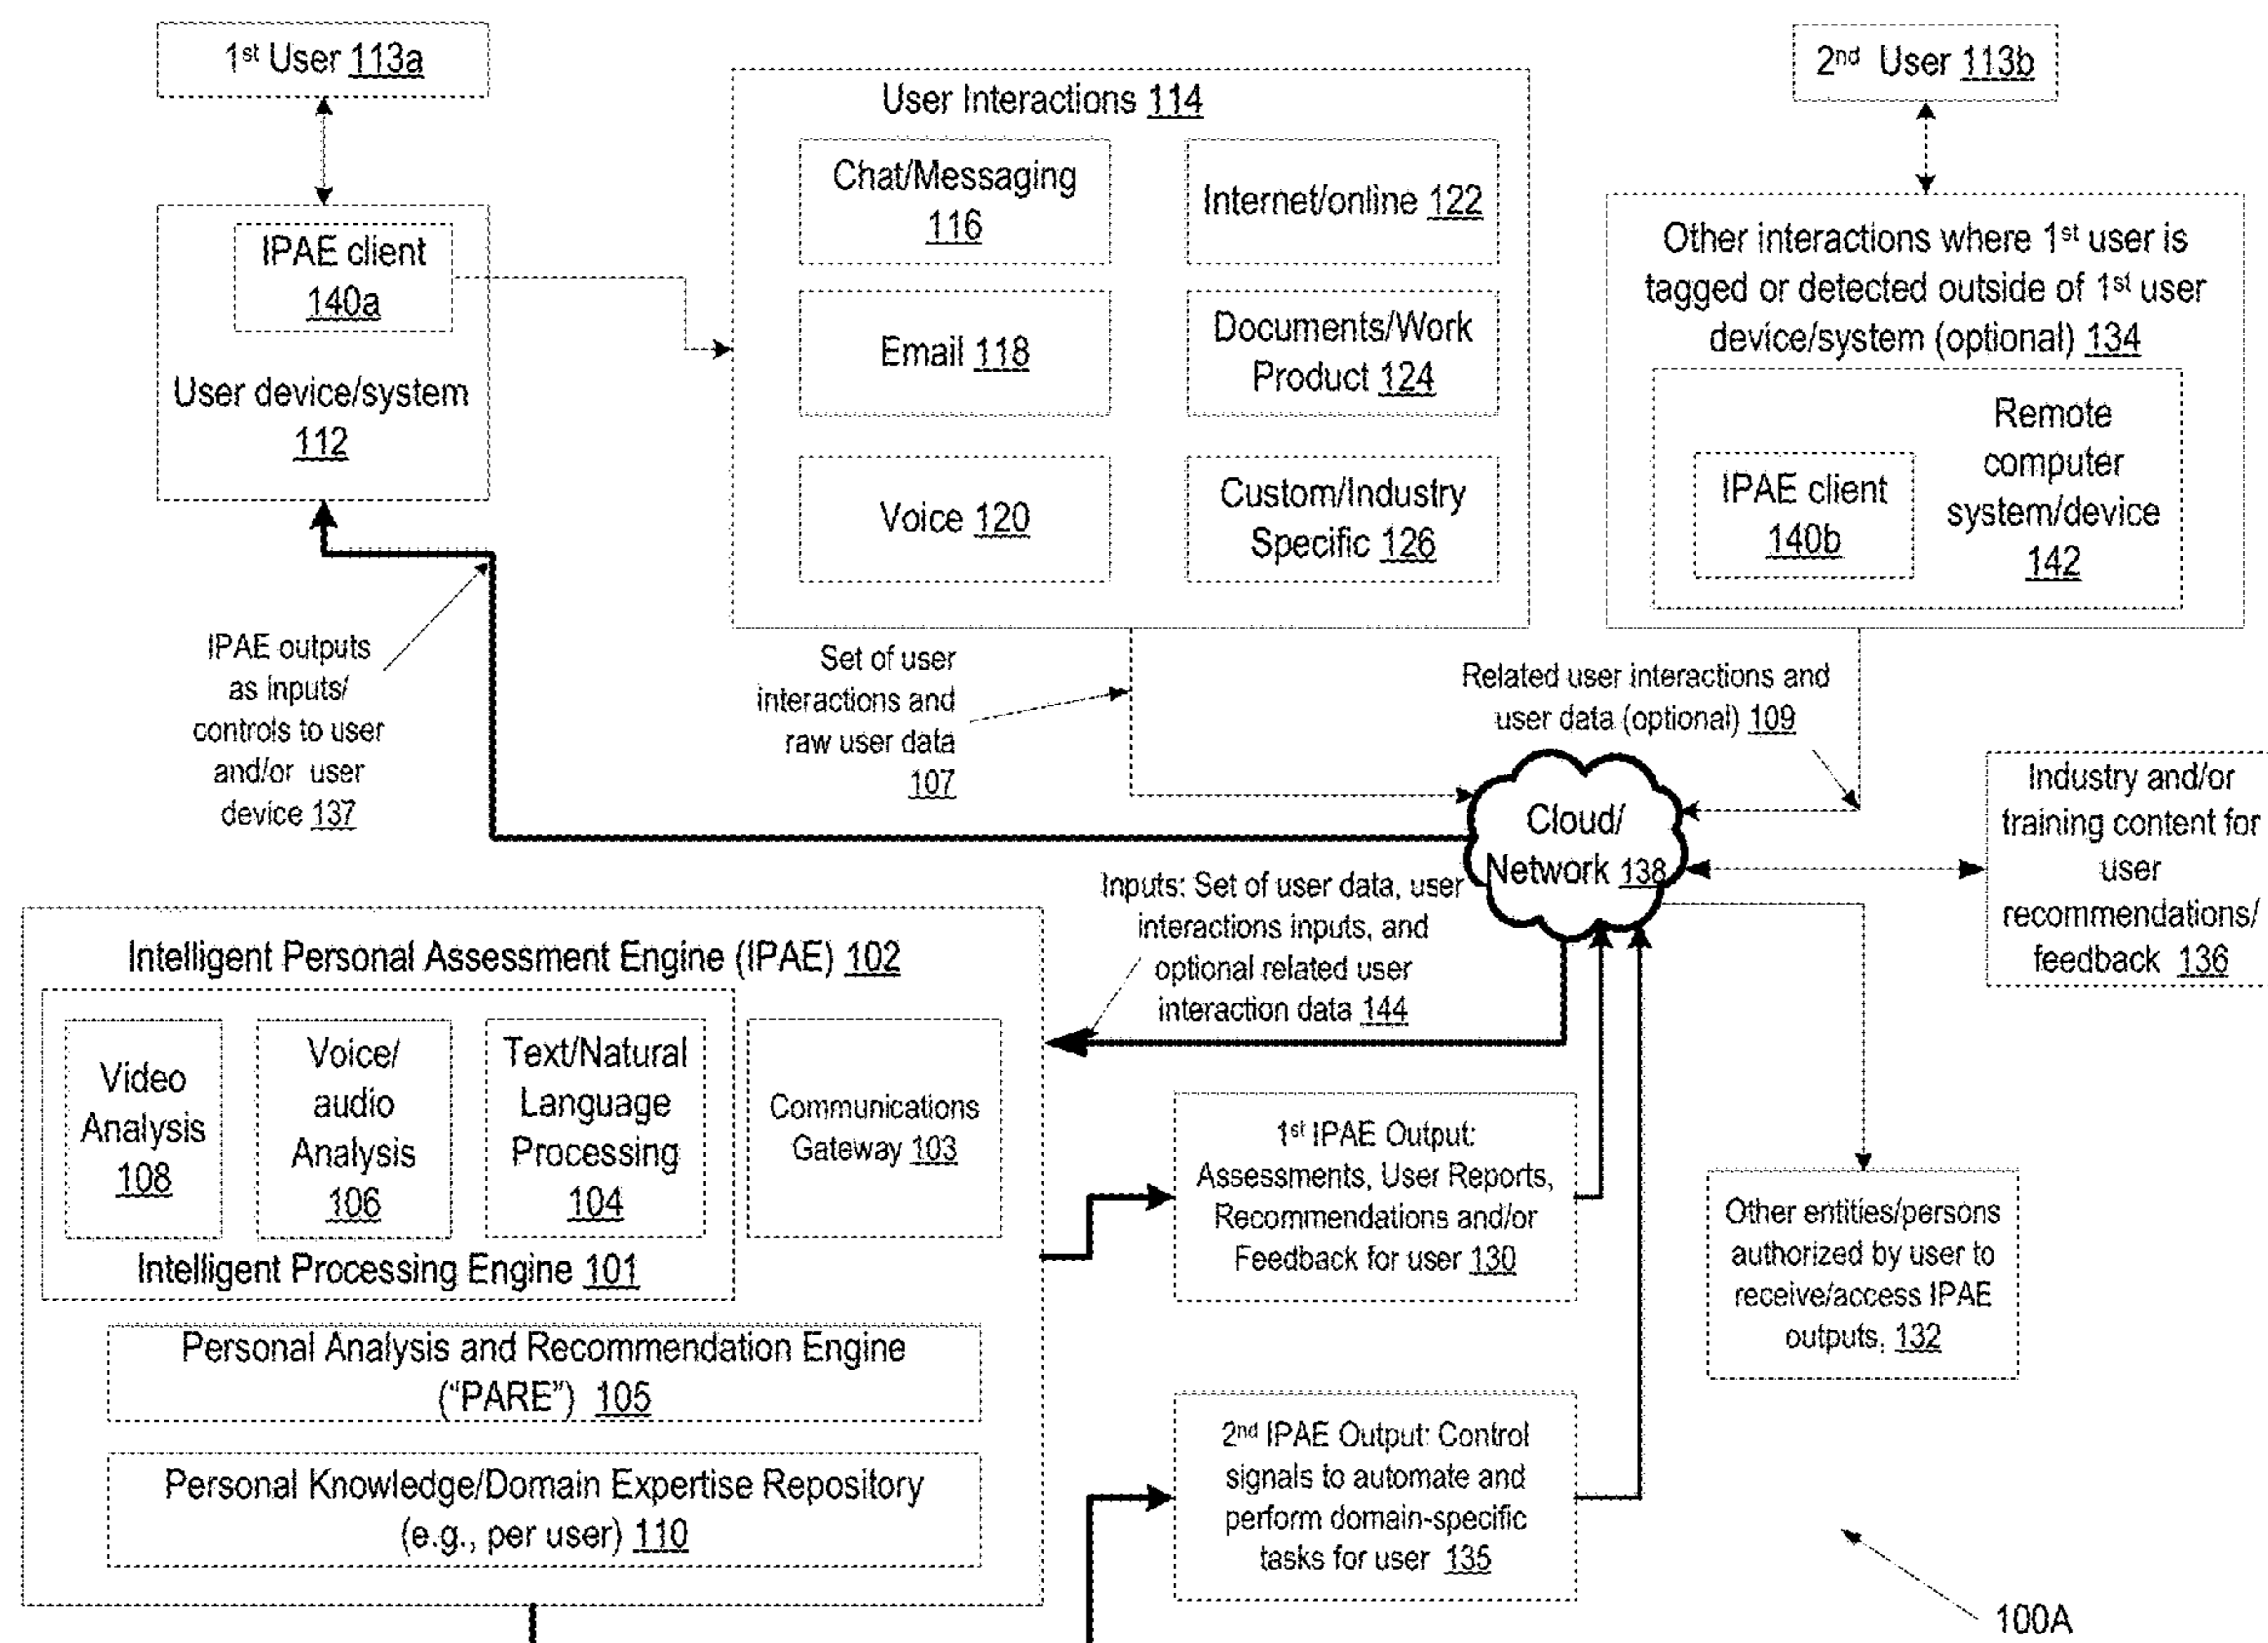 1st User 113a
IPAE client
140a
User device/system
112
User Interactions 114
Chat/Messaging
116
Internet/online 122
Email 118
Documents/Work
Product 124
Voice 120
Custom/Industry
Specific 126
2nd User 113b
Other interactions where 1st user is
tagged or detected outside of 1st user
device/system (optional) 134
IPAE client
140b
Remote
computer
system/device
142
IPAE outputs
as inputs/
controls to user
and/or user
device 137
Set of user
interactions and
raw user data
107
Related user interactions and
user data (optional) 109
Cloud/
Network 138
Industry and/or
training content for
user
recommendations/
feedback 136
Inputs: Set of user data, user
interactions inputs, and
optional related user
interaction data 144
Intelligent Personal Assessment Engine (IPAE) 102
Video
Analysis
108
Voice/
audio
Analysis
106
Text/Natural
Language
Processing
104
Communications
Gateway 103
Intelligent Processing Engine 101
Personal Analysis and Recommendation Engine
("PARE") 105
Personal Knowledge/Domain Expertise Repository
(e.g., per user) 110
1st IPAE Output:
Assessments, User Reports,
Recommendations and/or
Feedback for user 130
Other entities/persons
authorized by user to
receive/access IPAE
outputs, 132
2nd IPAE Output: Control
signals to automate and
perform domain-specific
tasks for user 135
100A